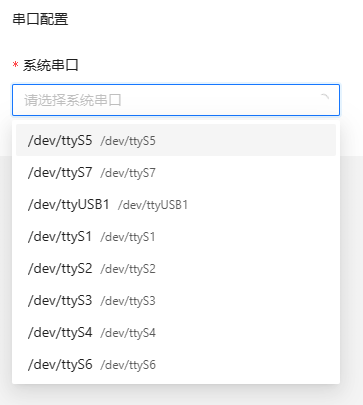 串口配置
* 系统串口
请选择系统串口
/dev/ttyS5 /dev/ttyS5
/dev/ttyS7 /dev/ttyS7
/dev/ttyUSB1 /dev/ttyUSB1
/dev/ttyS1 /dev/ttyS1
/dev/ttyS2 /dev/ttyS2
/dev/ttyS3 /dev/ttyS3
/dev/ttyS4 /dev/ttyS4
/dev/ttyS6 /dev/ttyS6